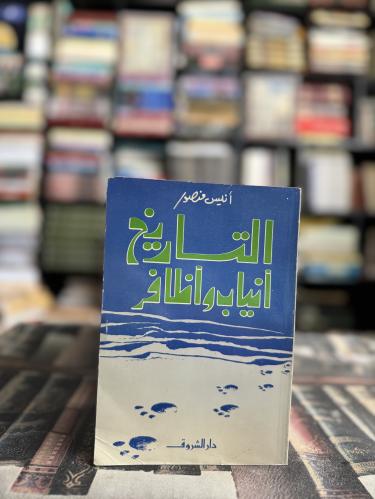 أنيس منصور
التاريخ
أنياب وأظافر
دار الشروق